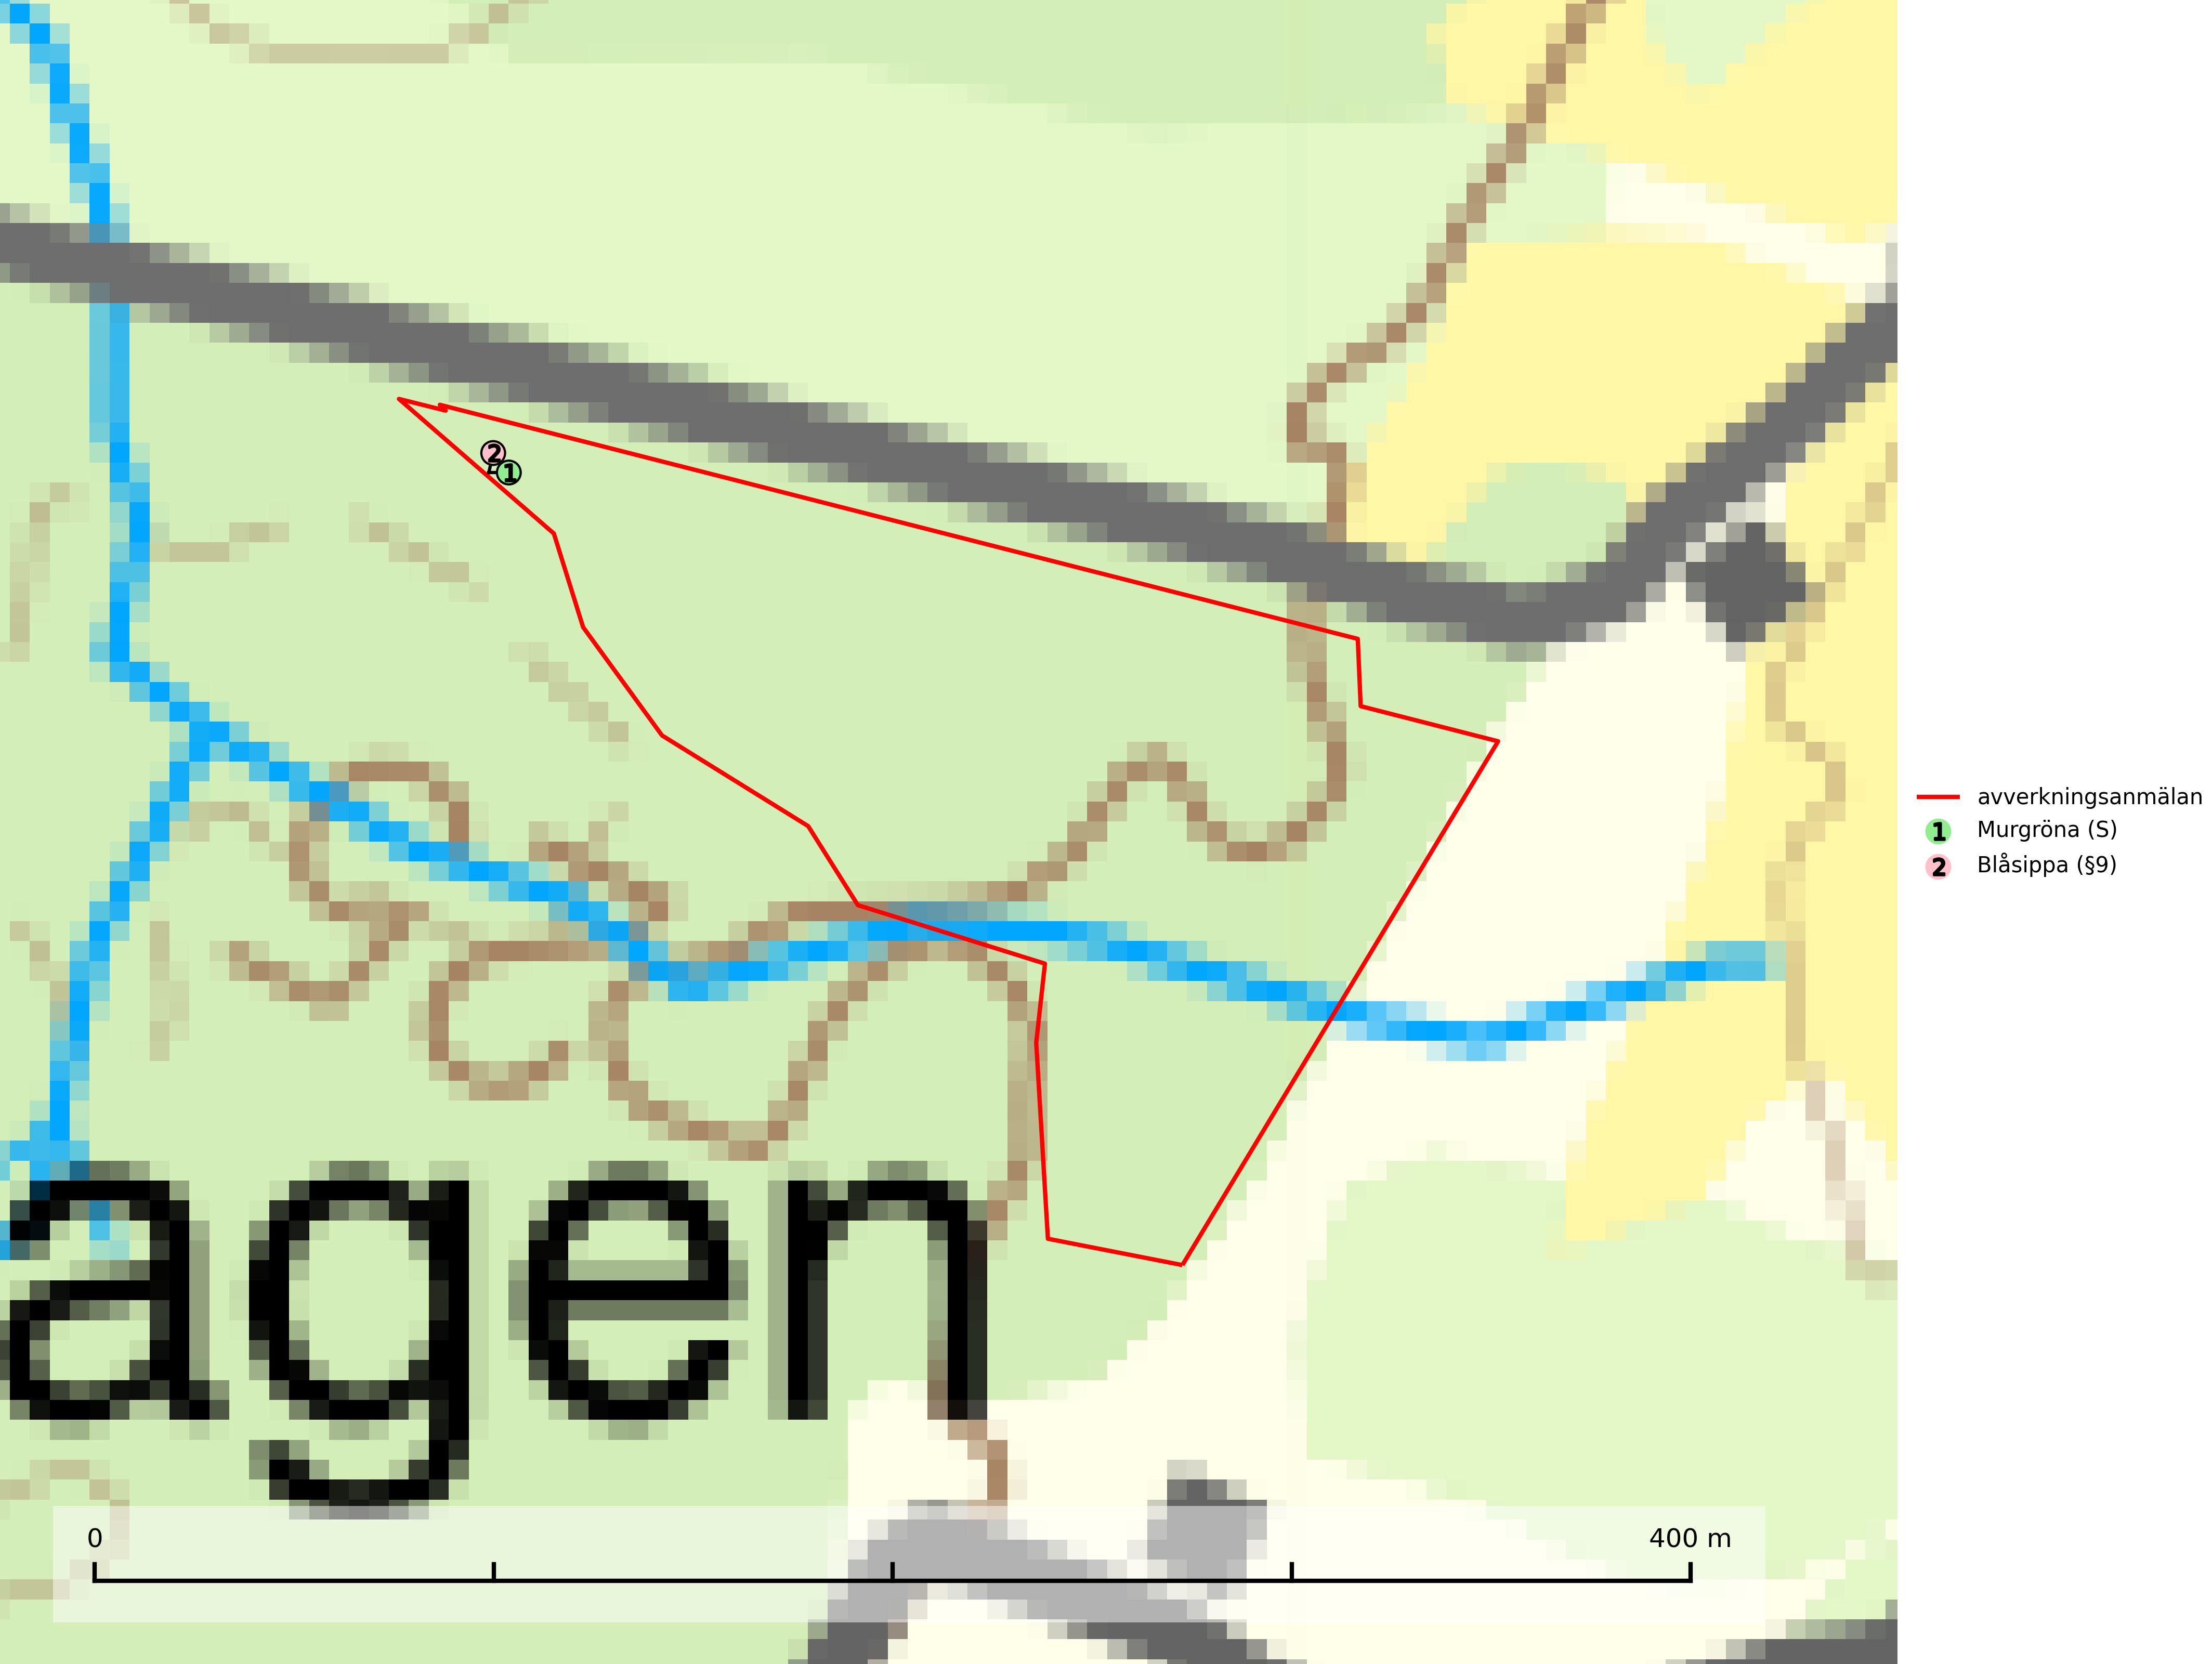 2
1
agen
0
400 m
avverkningsanmälan
1 Murgröna (S)
2 Blåsippa (§9)